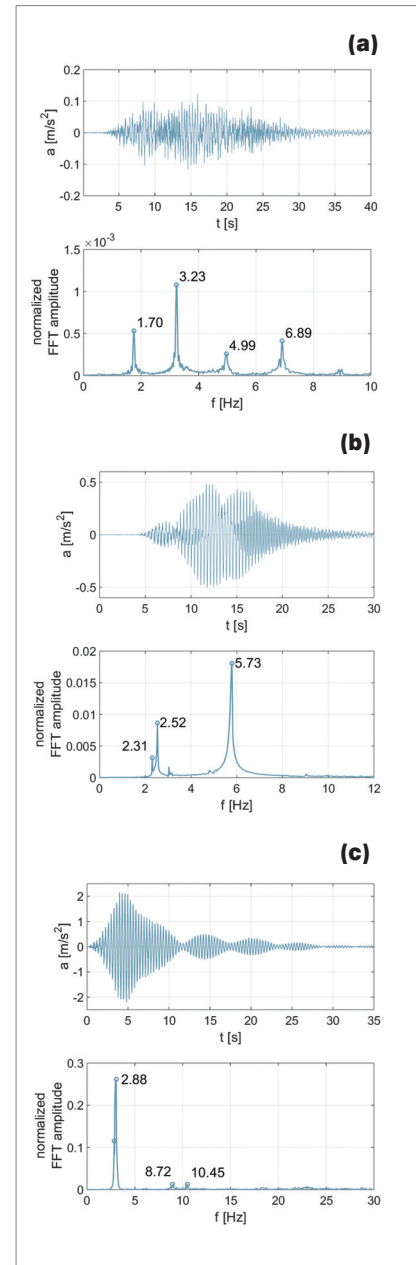 (a)
0.2
0.1
0
-0.1
-0.2
a [m/s²]
5 10 15 20 25 30 35 40
t [s]
×10⁻³
1.5
1
0.5
0
normalized
FFT amplitude
1.70
3.23
4.99
6.89
0 2 4 6 8 10
f [Hz]
(b)
0.5
0
-0.5
a [m/s²]
0 5 10 15 20 25 30
t [s]
0.02
0.015
0.01
0.005
0
normalized
FFT amplitude
2.31
2.52
5.73
0 2 4 6 8 10 12
f [Hz]
(c)
2
1
0
-1
-2
a [m/s²]
0 5 10 15 20 25 30 35
t [s]
0.3
0.2
0.1
0
normalized
FFT amplitude
2.88
8.72
10.45
0 5 10 15 20 25 30
f [Hz]